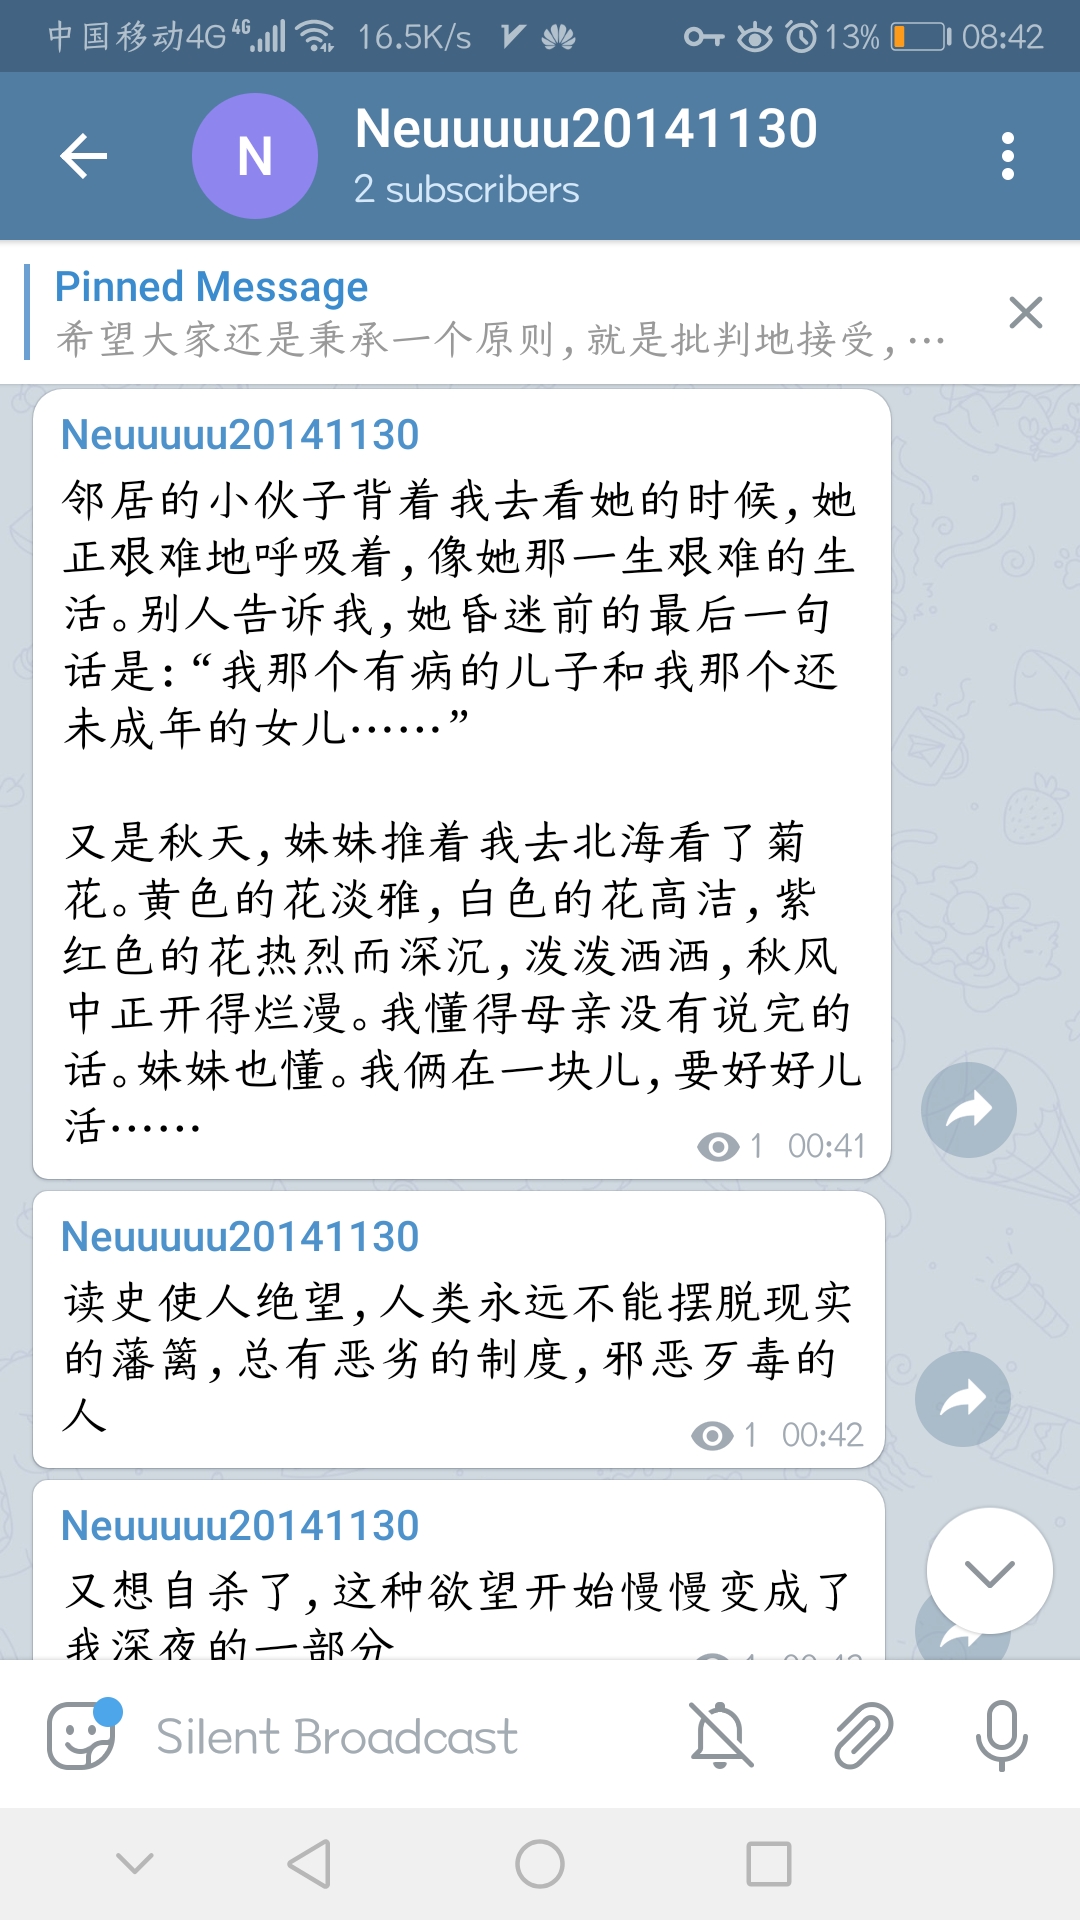 中国移动4G 4G 16.5K/s 13% 08:42
N
Neuuuuu20141130
2 subscribers
Pinned Message
希望大家还是秉承一个原则,就是批判地接受,…
Neuuuuu20141130
邻居的小伙子背着我去看她的时候,她
正艰难地呼吸着,像她那一生艰难的生
活。别人告诉我,她昏迷前的最后一句
话是:“我那个有病的儿子和我那个还
未成年的女儿……”
又是秋天,妹妹推着我去北海看了菊
花。黄色的花淡雅,白色的花高洁,紫
红色的花热烈而深沉,泼泼洒洒,秋风
中正开得烂漫。我懂得母亲没有说完的
话。妹妹也懂。我俩在一块儿,要好好儿
活……
1 00:41
Neuuuuu20141130
读史使人绝望,人类永远不能摆脱现实
的藩篱,总有恶劣的制度,邪恶歹毒的
人
1 00:42
Neuuuuu20141130
又想自杀了,这种欲望开始慢慢变成了
我深夜的一部分
Silent Broadcast